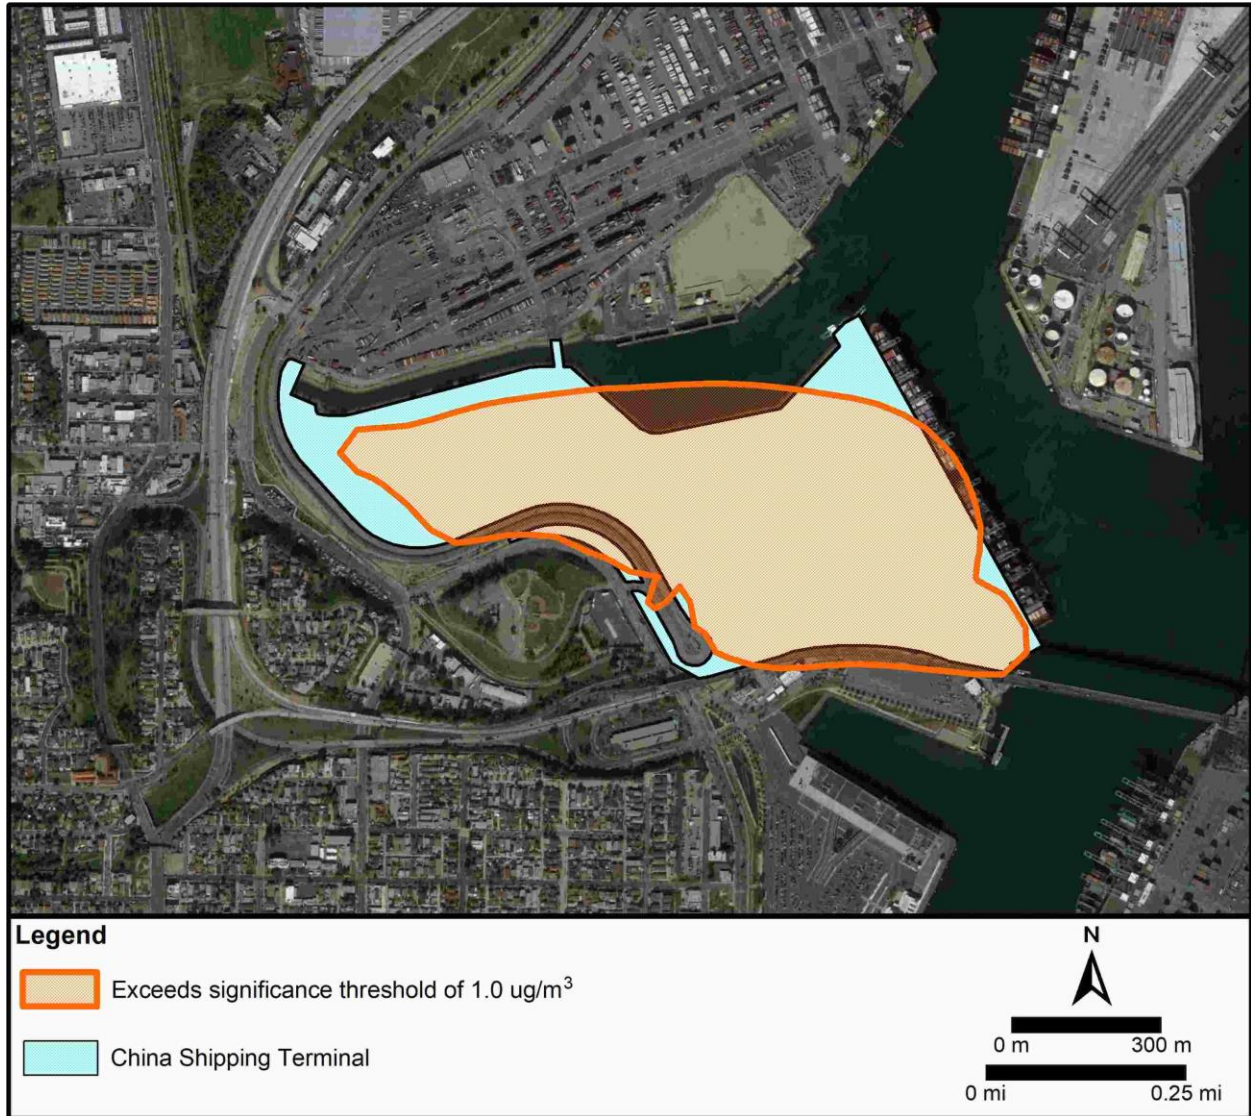 Legend
Exceeds significance threshold of 1.0 ug/m³
China Shipping Terminal
N
0 m 300 m
0 mi 0.25 mi